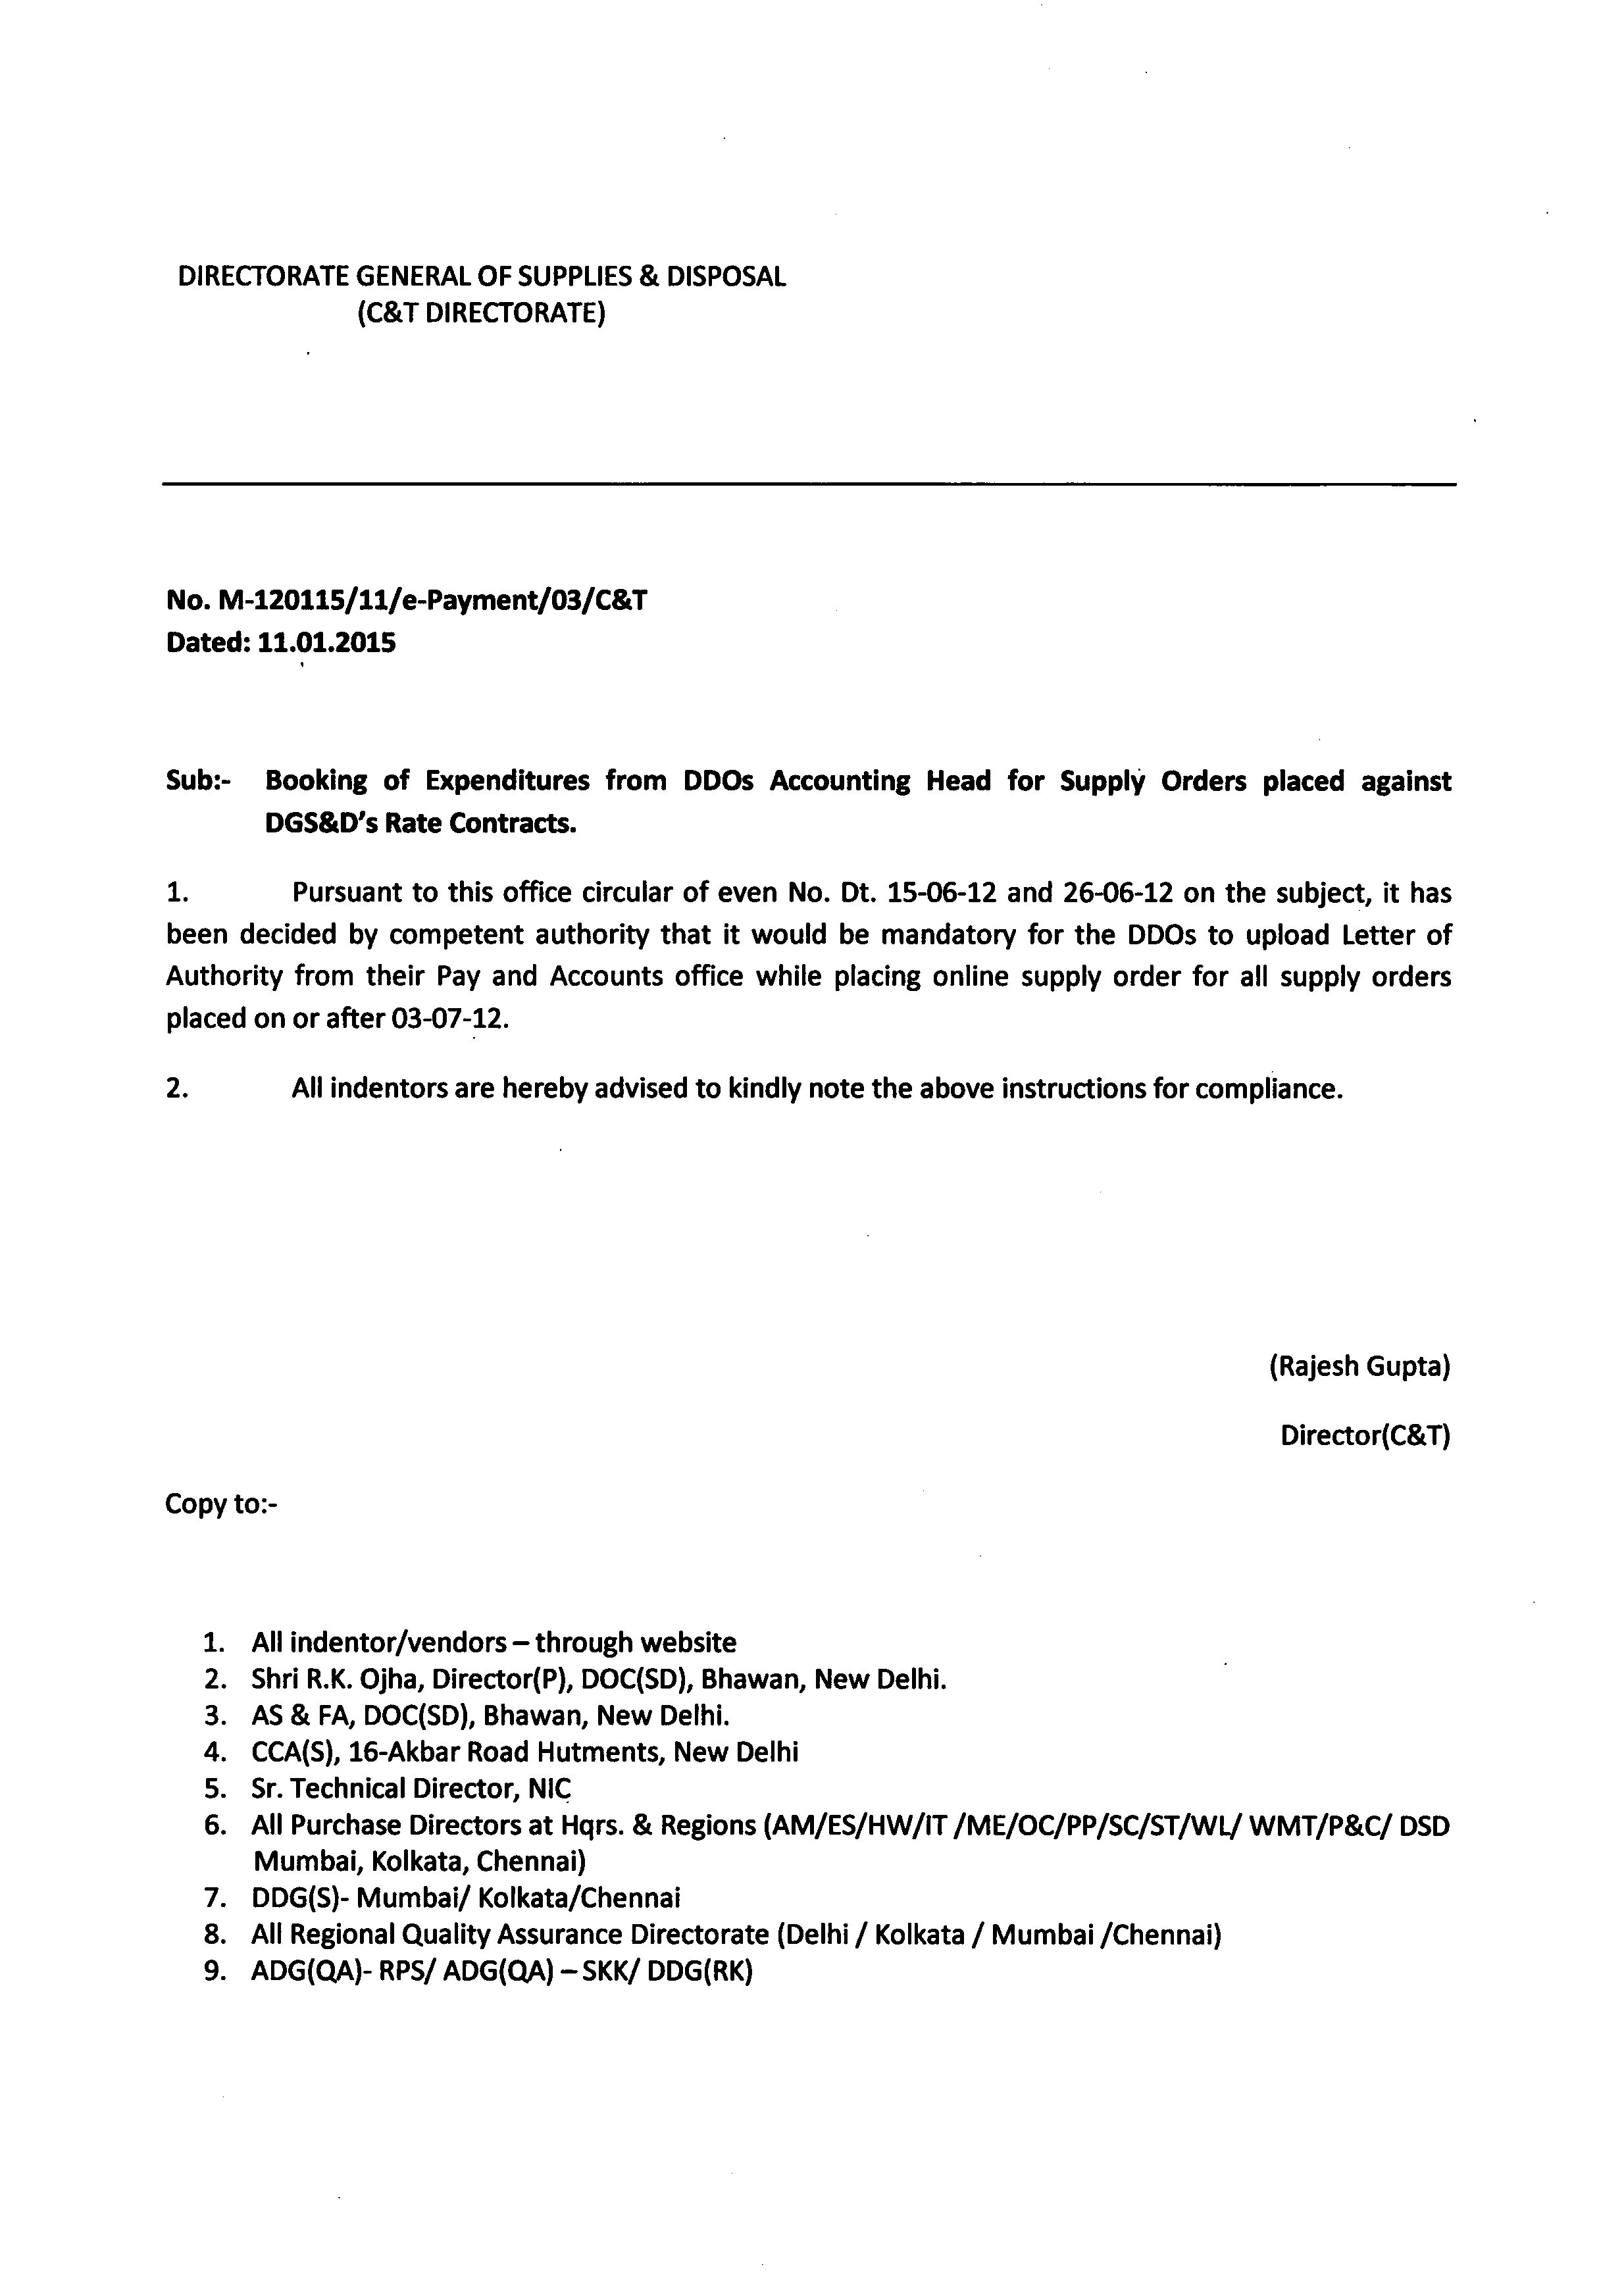 DIRECTORATE GENERAL OF SUPPLIES & DISPOSAL
(C&T DIRECTORATE)
No. M-120115/11/e-Payment/03/C&T
Dated: 11.01.2015
Sub:- Booking of Expenditures from DDOs Accounting Head for Supply Orders placed against
DGS&D's Rate Contracts.
1. Pursuant to this office circular of even No. Dt. 15-06-12 and 26-06-12 on the subject, it has
been decided by competent authority that it would be mandatory for the DDOs to upload Letter of
Authority from their Pay and Accounts office while placing online supply order for all supply orders
placed on or after 03-07-12.
2. All indentors are hereby advised to kindly note the above instructions for compliance.
(Rajesh Gupta)
Director(C&T)
Copy to:-
1. All indentor/vendors – through website
2. Shri R.K. Ojha, Director(P), DOC(SD), Bhawan, New Delhi.
3. AS & FA, DOC(SD), Bhawan, New Delhi.
4. CCA(S), 16-Akbar Road Hutments, New Delhi
5. Sr. Technical Director, NIC
6. All Purchase Directors at Hqrs. & Regions (AM/ES/HW/IT /ME/OC/PP/SC/ST/WL/ WMT/P&C/ DSD
Mumbai, Kolkata, Chennai)
7. DDG(S)- Mumbai/ Kolkata/Chennai
8. All Regional Quality Assurance Directorate (Delhi / Kolkata / Mumbai /Chennai)
9. ADG(QA)- RPS/ ADG(QA) – SKK/ DDG(RK)